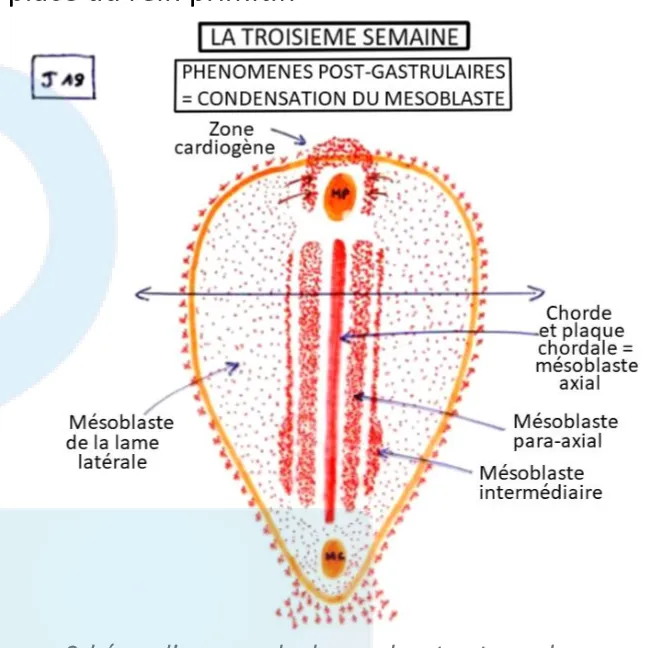 LA TROISIEME SEMAINE
J 19
PHENOMENES POST-GASTRULAIRES
= CONDENSATION DU MESOBLASTE
Zone
cardiogène
MP
Chorde
et plaque
chordale =
mésoblaste
axial
Mésoblaste
de la lame
latérale
Mésoblaste
para-axial
Mésoblaste
intermédiaire
MC